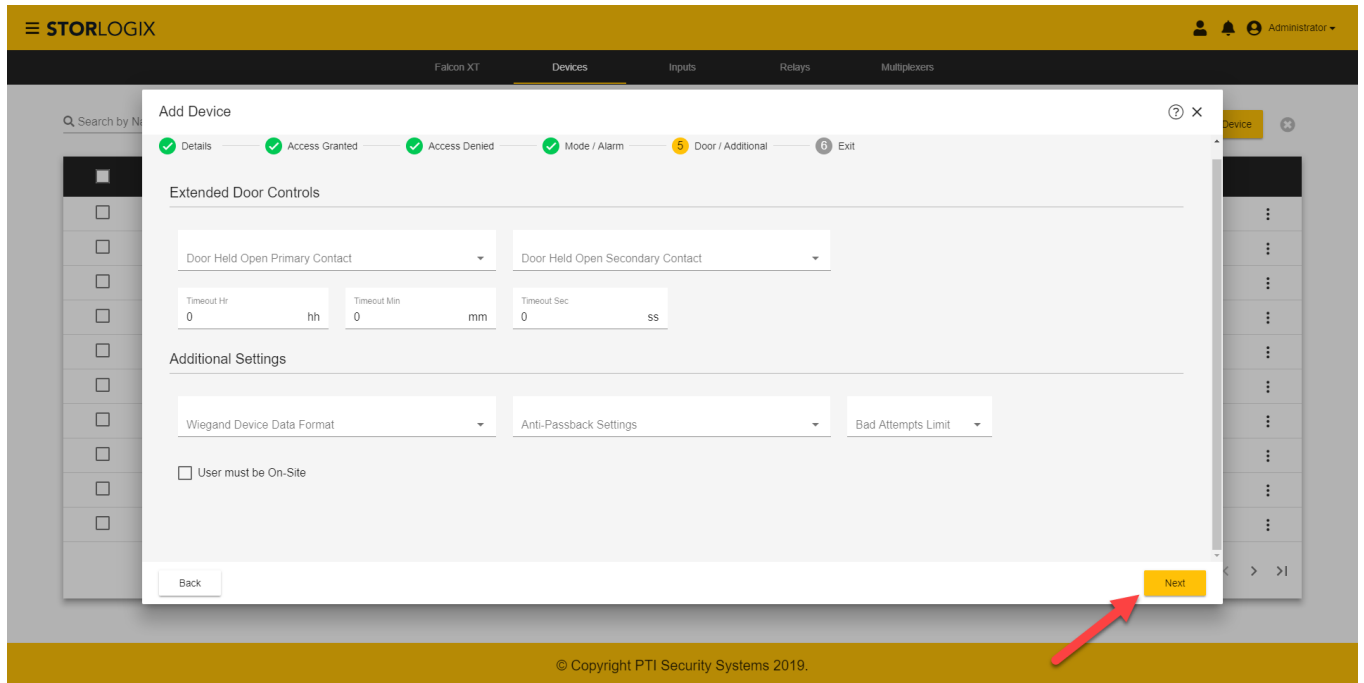 STORLOGIX
Administrator
Falcon XT Devices Inputs Relays Multiplexers
Search by Na
Device
Add Device
Details Access Granted Access Denied Mode / Alarm 5 Door / Additional 6 Exit
Extended Door Controls
Door Held Open Primary Contact Door Held Open Secondary Contact
Timeout Hr Timeout Min Timeout Sec
0 hh 0 mm 0 ss
Additional Settings
Wiegand Device Data Format Anti-Passback Settings Bad Attempts Limit
User must be On-Site
Back Next
© Copyright PTI Security Systems 2019.